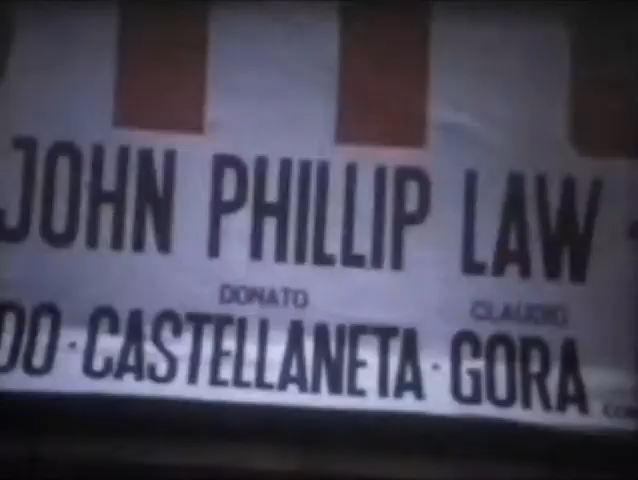 JOHN PHILLIP LAW
DONATO CLAUDIO
DO · CASTELLANETA · GORA